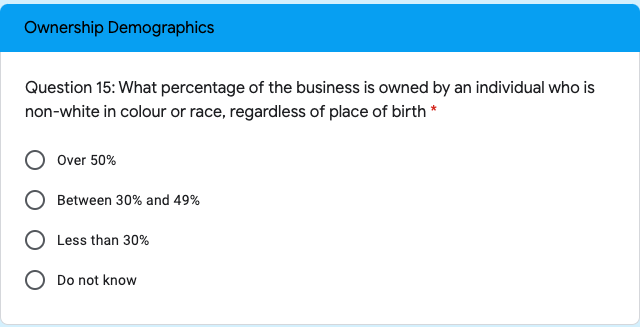 Ownership Demographics
Question 15: What percentage of the business is owned by an individual who is
non-white in colour or race, regardless of place of birth *
Over 50%
Between 30% and 49%
Less than 30%
Do not know